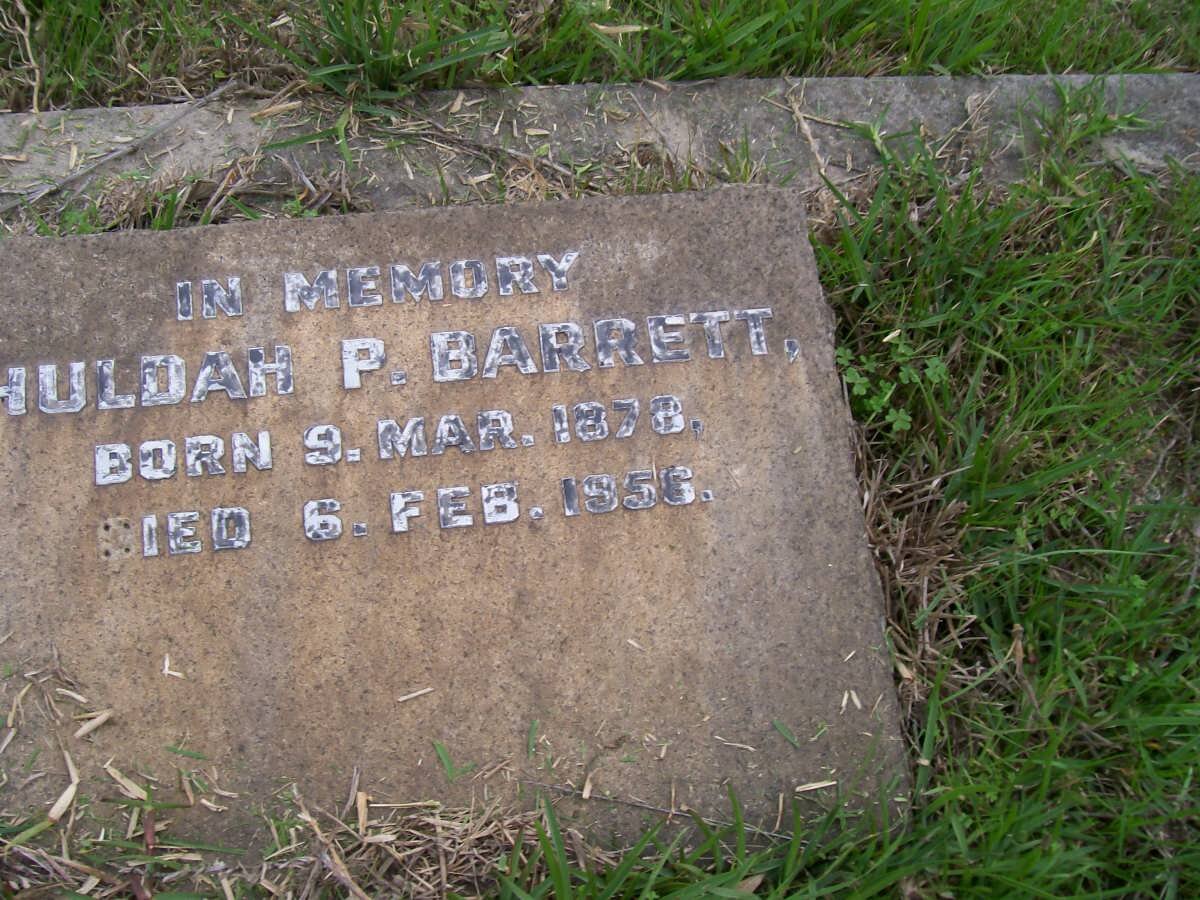 IN MEMORY
HULDAH P. BARRETT,
BORN 9. MAR. 1878,
IED 6. FEB. 1956.